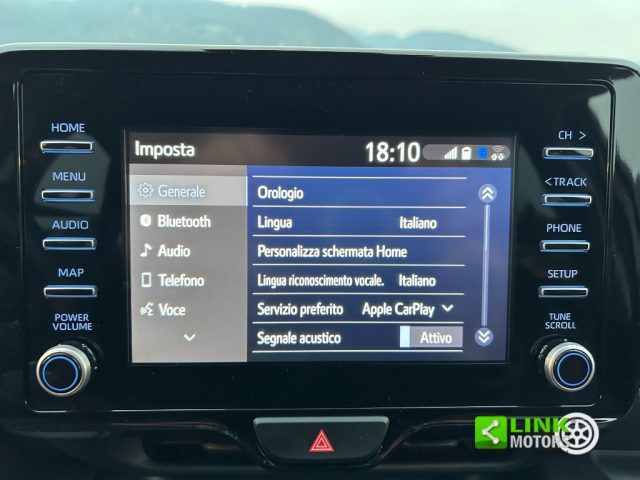 HOME
MENU
AUDIO
MAP
POWER
VOLUME
Imposta
18:10
Generale
Bluetooth
Audio
Telefono
Voce
Orologio
Lingua Italiano
Personalizza schermata Home
Lingua riconoscimento vocale. Italiano
Servizio preferito Apple CarPlay
Segnale acustico Attivo
CH >
< TRACK
PHONE
SETUP
TUNE
SCROLL
LINK
MOTORS